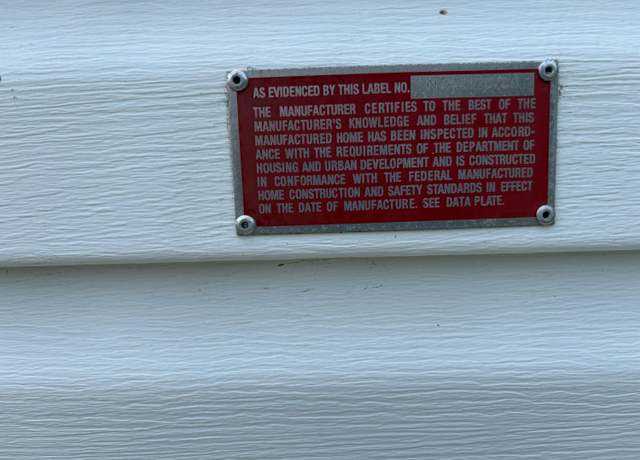 AS EVIDENCED BY THIS LABEL NO.
THE MANUFACTURER CERTIFIES TO THE BEST OF THE
MANUFACTURER'S KNOWLEDGE AND BELIEF THAT THIS
MANUFACTURED HOME HAS BEEN INSPECTED IN ACCORD-
ANCE WITH THE REQUIREMENTS OF THE DEPARTMENT OF
HOUSING AND URBAN DEVELOPMENT AND IS CONSTRUCTED
IN CONFORMANCE WITH THE FEDERAL MANUFACTURED
HOME CONSTRUCTION AND SAFETY STANDARDS IN EFFECT
ON THE DATE OF MANUFACTURE. SEE DATA PLATE.